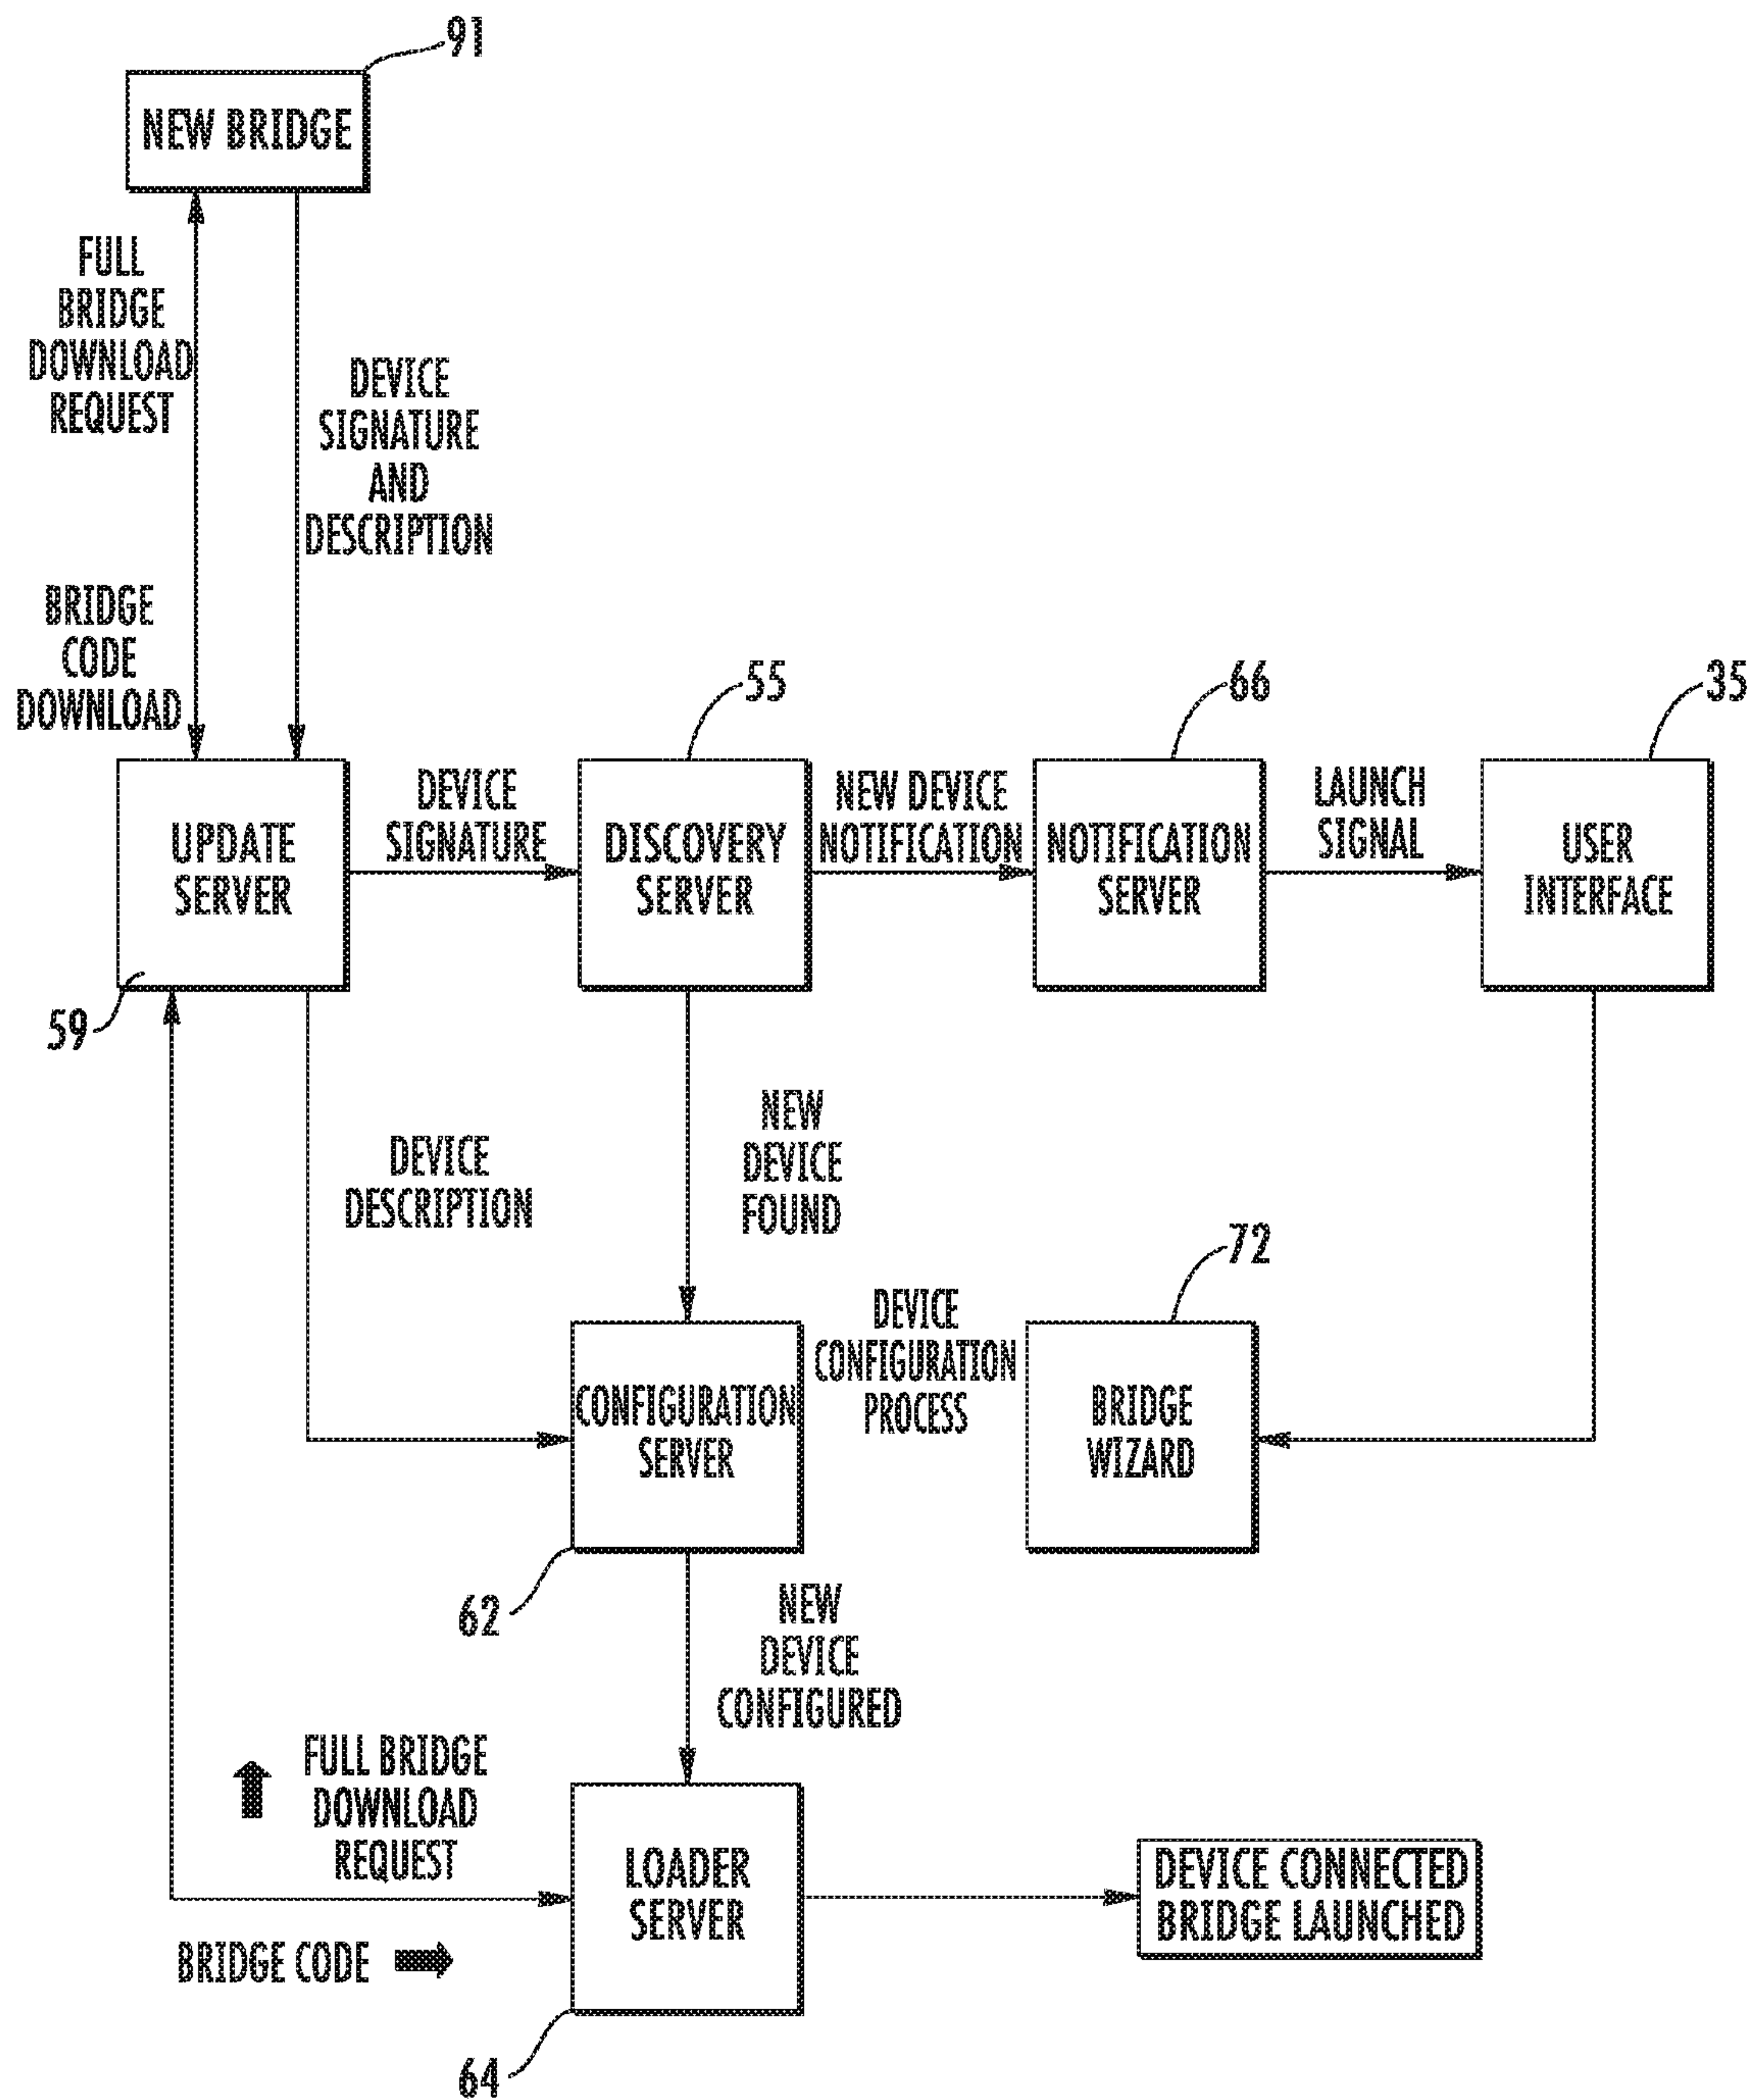 91
NEW BRIDGE
FULL
BRIDGE
DOWNLOAD
REQUEST
DEVICE
SIGNATURE
AND
DESCRIPTION
BRIDGE
CODE
DOWNLOAD
55
66
35
UPDATE
SERVER
DEVICE
SIGNATURE
DISCOVERY
SERVER
NEW DEVICE
NOTIFICATION
NOTIFICATION
SERVER
LAUNCH
SIGNAL
USER
INTERFACE
59
DEVICE
DESCRIPTION
NEW
DEVICE
FOUND
72
CONFIGURATION
SERVER
DEVICE
CONFIGURATION
PROCESS
BRIDGE
WIZARD
62
NEW
DEVICE
CONFIGURED
FULL BRIDGE
DOWNLOAD
REQUEST
LOADER
SERVER
DEVICE CONNECTED
BRIDGE LAUNCHED
BRIDGE CODE
64